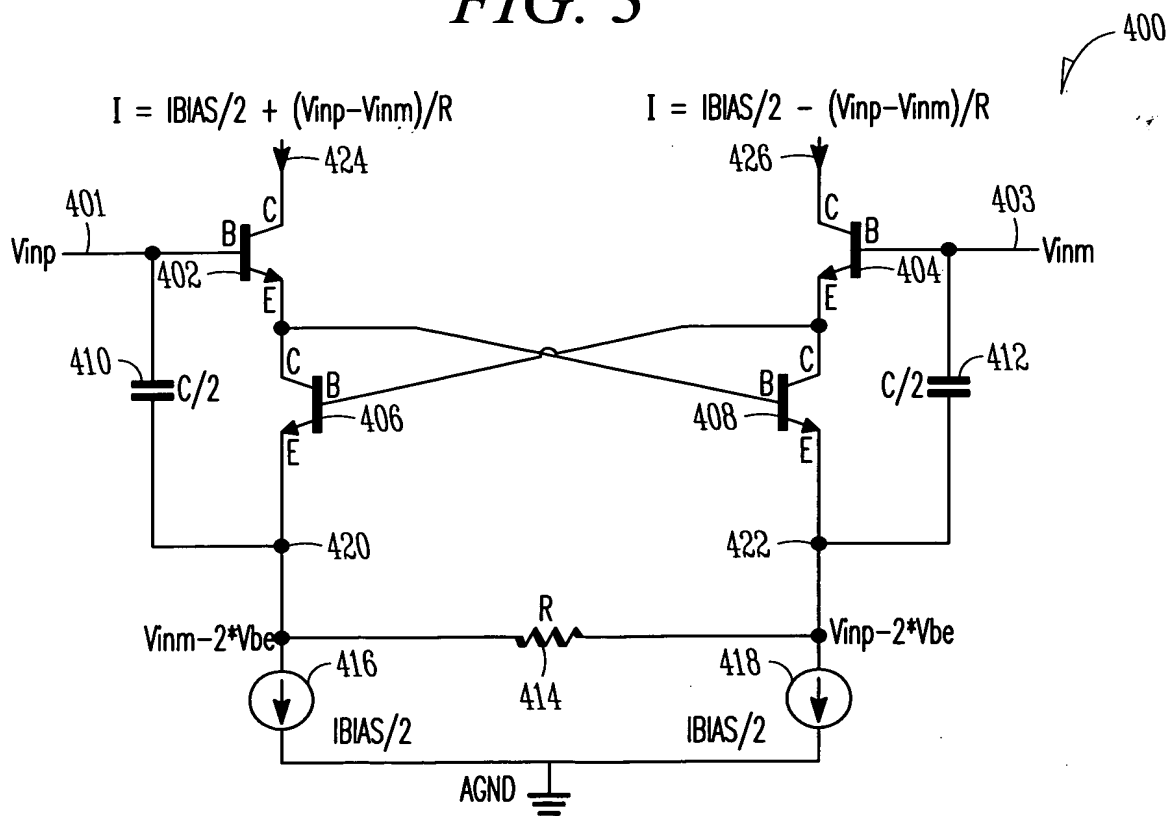 FIG. 5
400
I = IBIAS/2 + (Vinp-Vinm)/R
I = IBIAS/2 - (Vinp-Vinm)/R
424
426
401
403
C
C
Vinp
B
B
Vinm
402
404
E
E
410
C
C
412
C/2
B
B
C/2
406
408
E
E
420
422
R
Vinm-2*Vbe
Vinp-2*Vbe
416
418
414
IBIAS/2
IBIAS/2
AGND